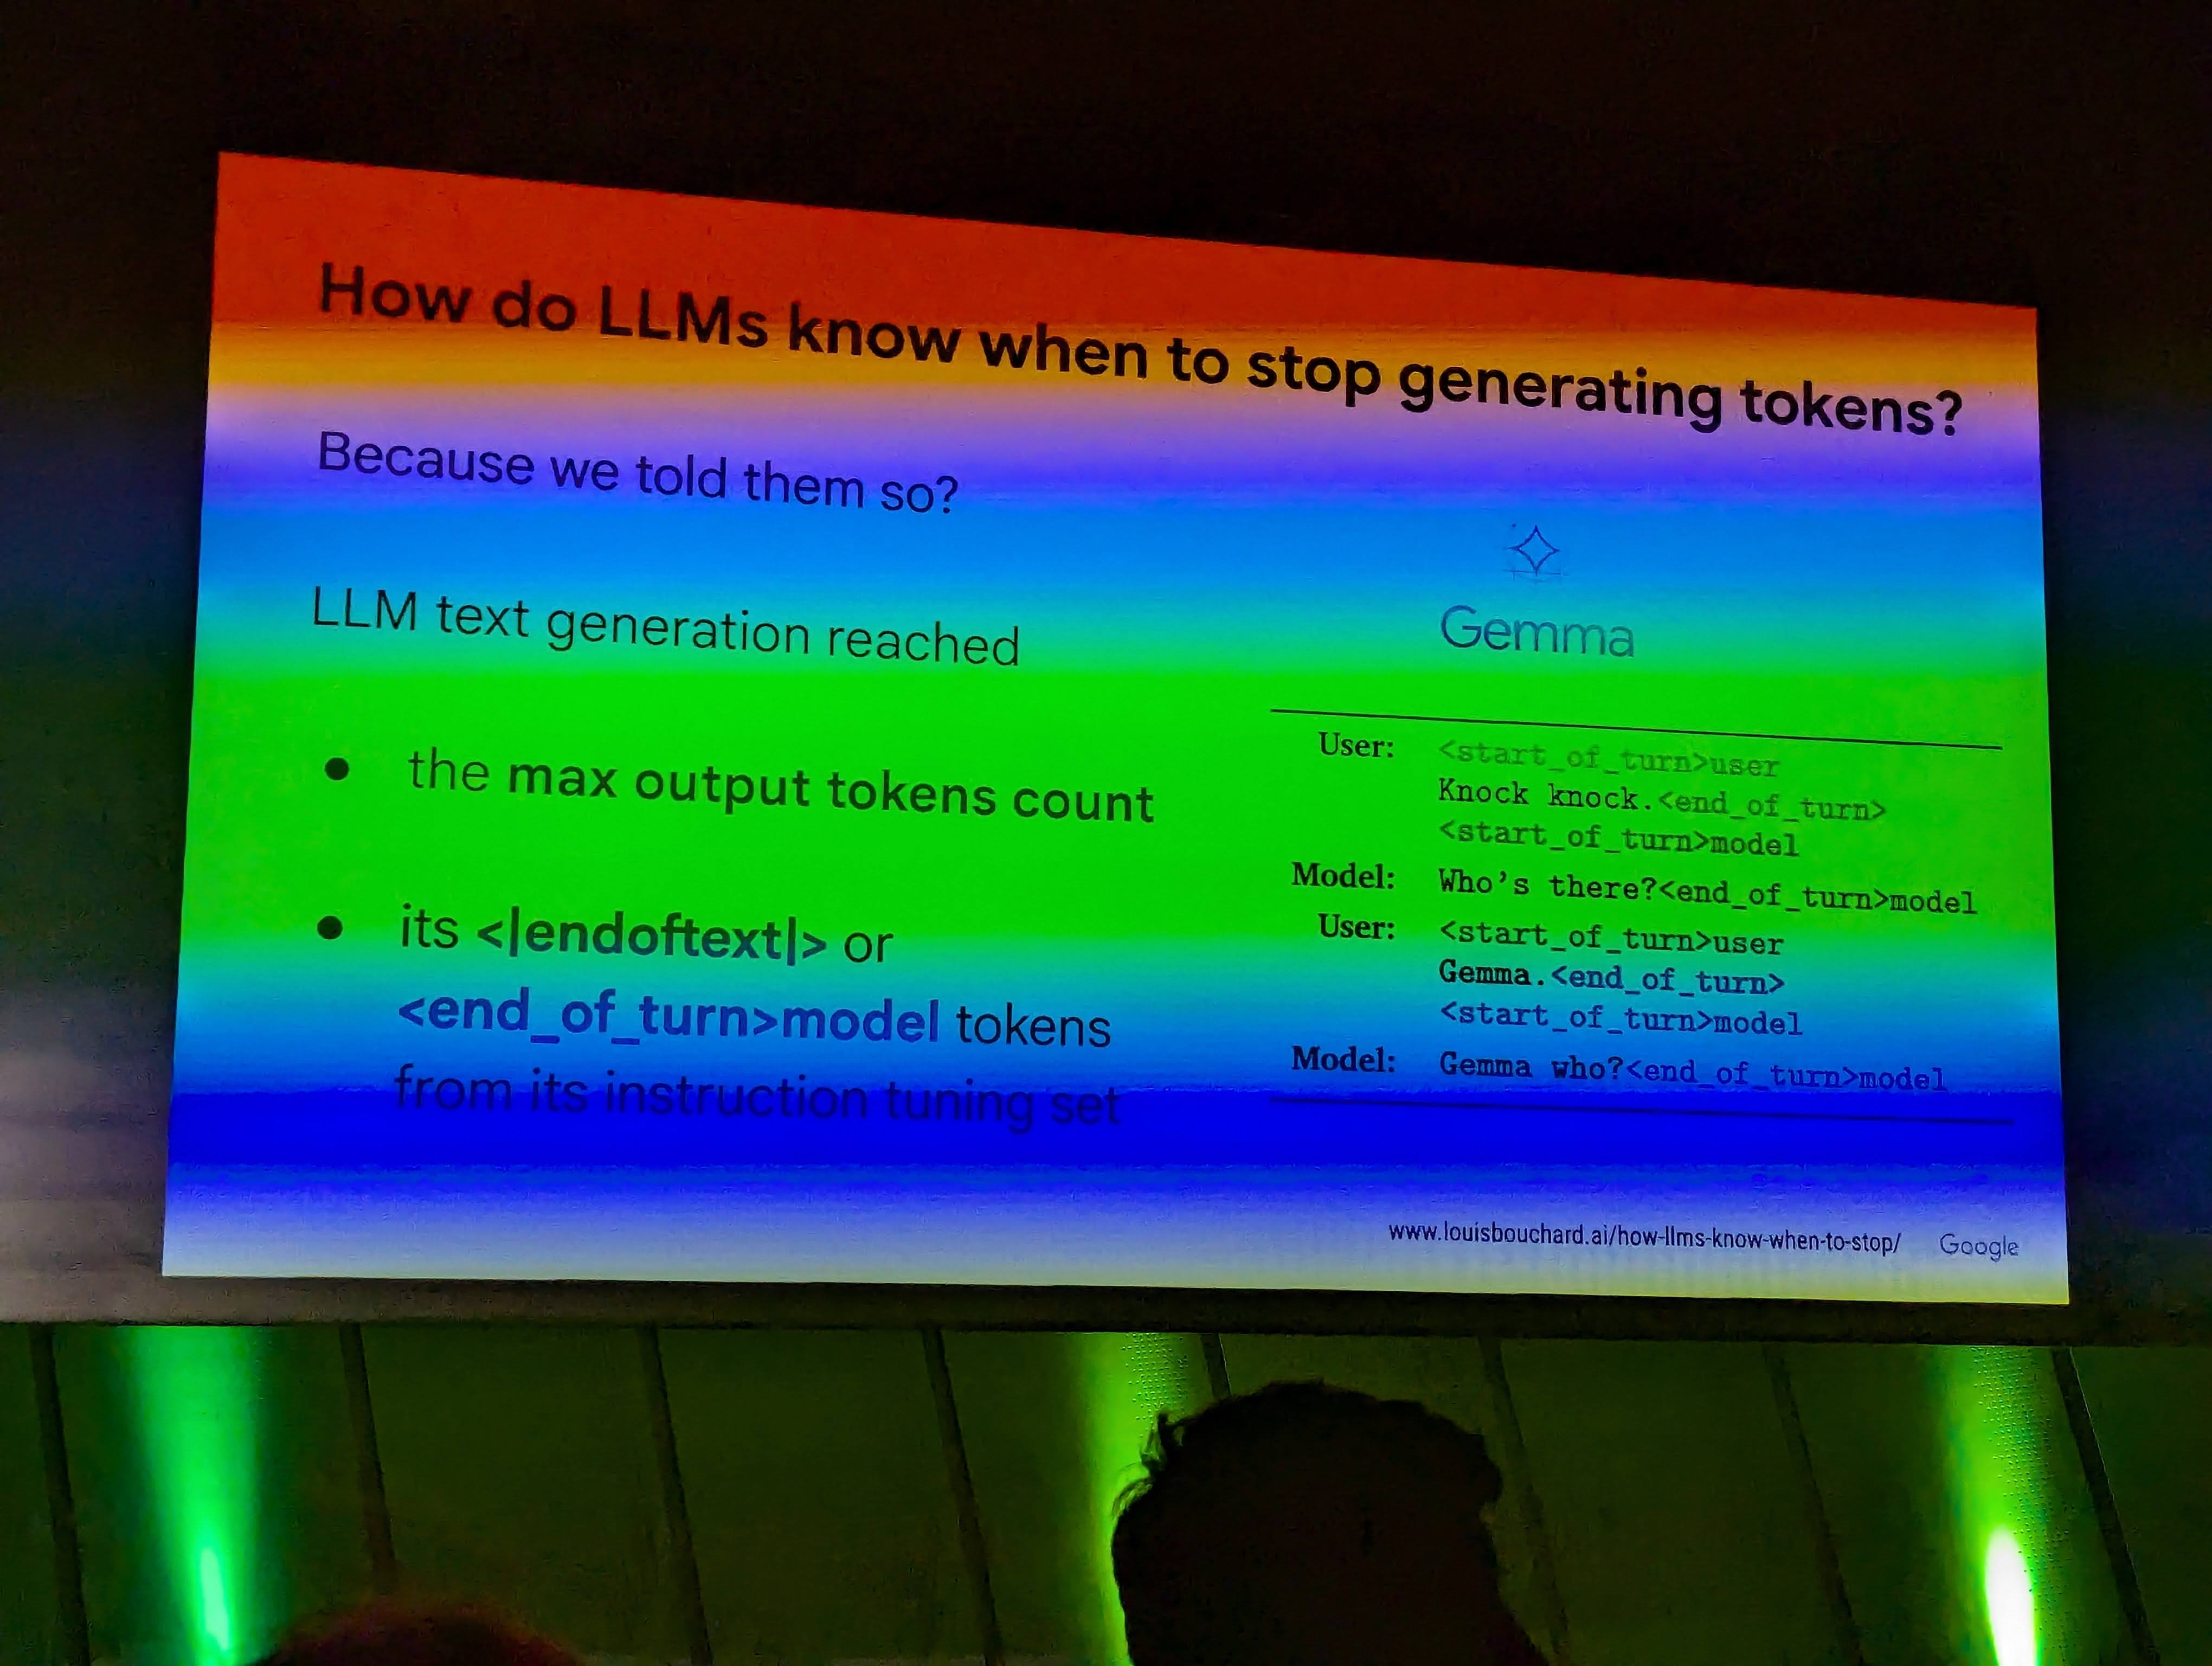 How do LLMs know when to stop generating tokens?
Because we told them so?
LLM text generation reached
● the max output tokens count
● its <|endoftext|> or
<end_of_turn>model tokens
from its instruction tuning set
Gemma
User: <start_of_turn>user
Knock knock.<end_of_turn>
<start_of_turn>model
Model: Who's there?<end_of_turn>model
User: <start_of_turn>user
Gemma.<end_of_turn>
<start_of_turn>model
Model: Gemma who?<end_of_turn>model
www.louisbouchard.ai/how-llms-know-when-to-stop/ Google